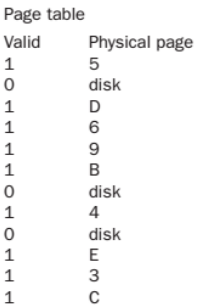 Page table
Valid Physical page
1 5
0 disk
1 D
1 6
1 9
1 B
0 disk
1 4
0 disk
1 E
1 3
1 C